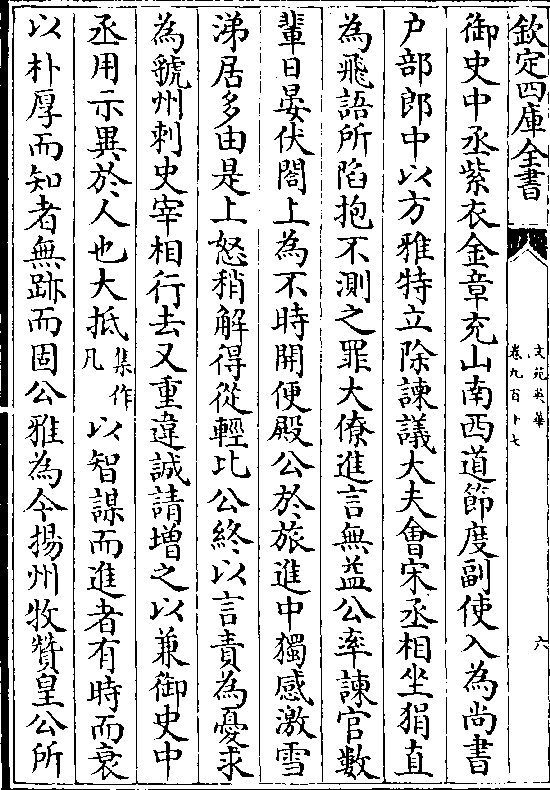 欽定四庫全書
文苑英華
卷九百十七
六
御史中丞紫衣金章充山南西道節度副使入為尚書
户部郎中以方雅特立除諫議大夫會宋丞相坐狷直
為飛語所陷抱不測之罪大僚進言無益公率諫官數
輩日晏伏閤上為不時開便殿公於旅進中獨感激雪
涕居多由是上怒稍解得從輕比公終以言責為憂求
為虢州刺史宰相行去又重違誠請增之以兼御史中
丞用示異於人也大抵集作凡以智謀而進者有時而衰
以朴厚而知者無跡而固公雅為今揚州牧贊皇公所